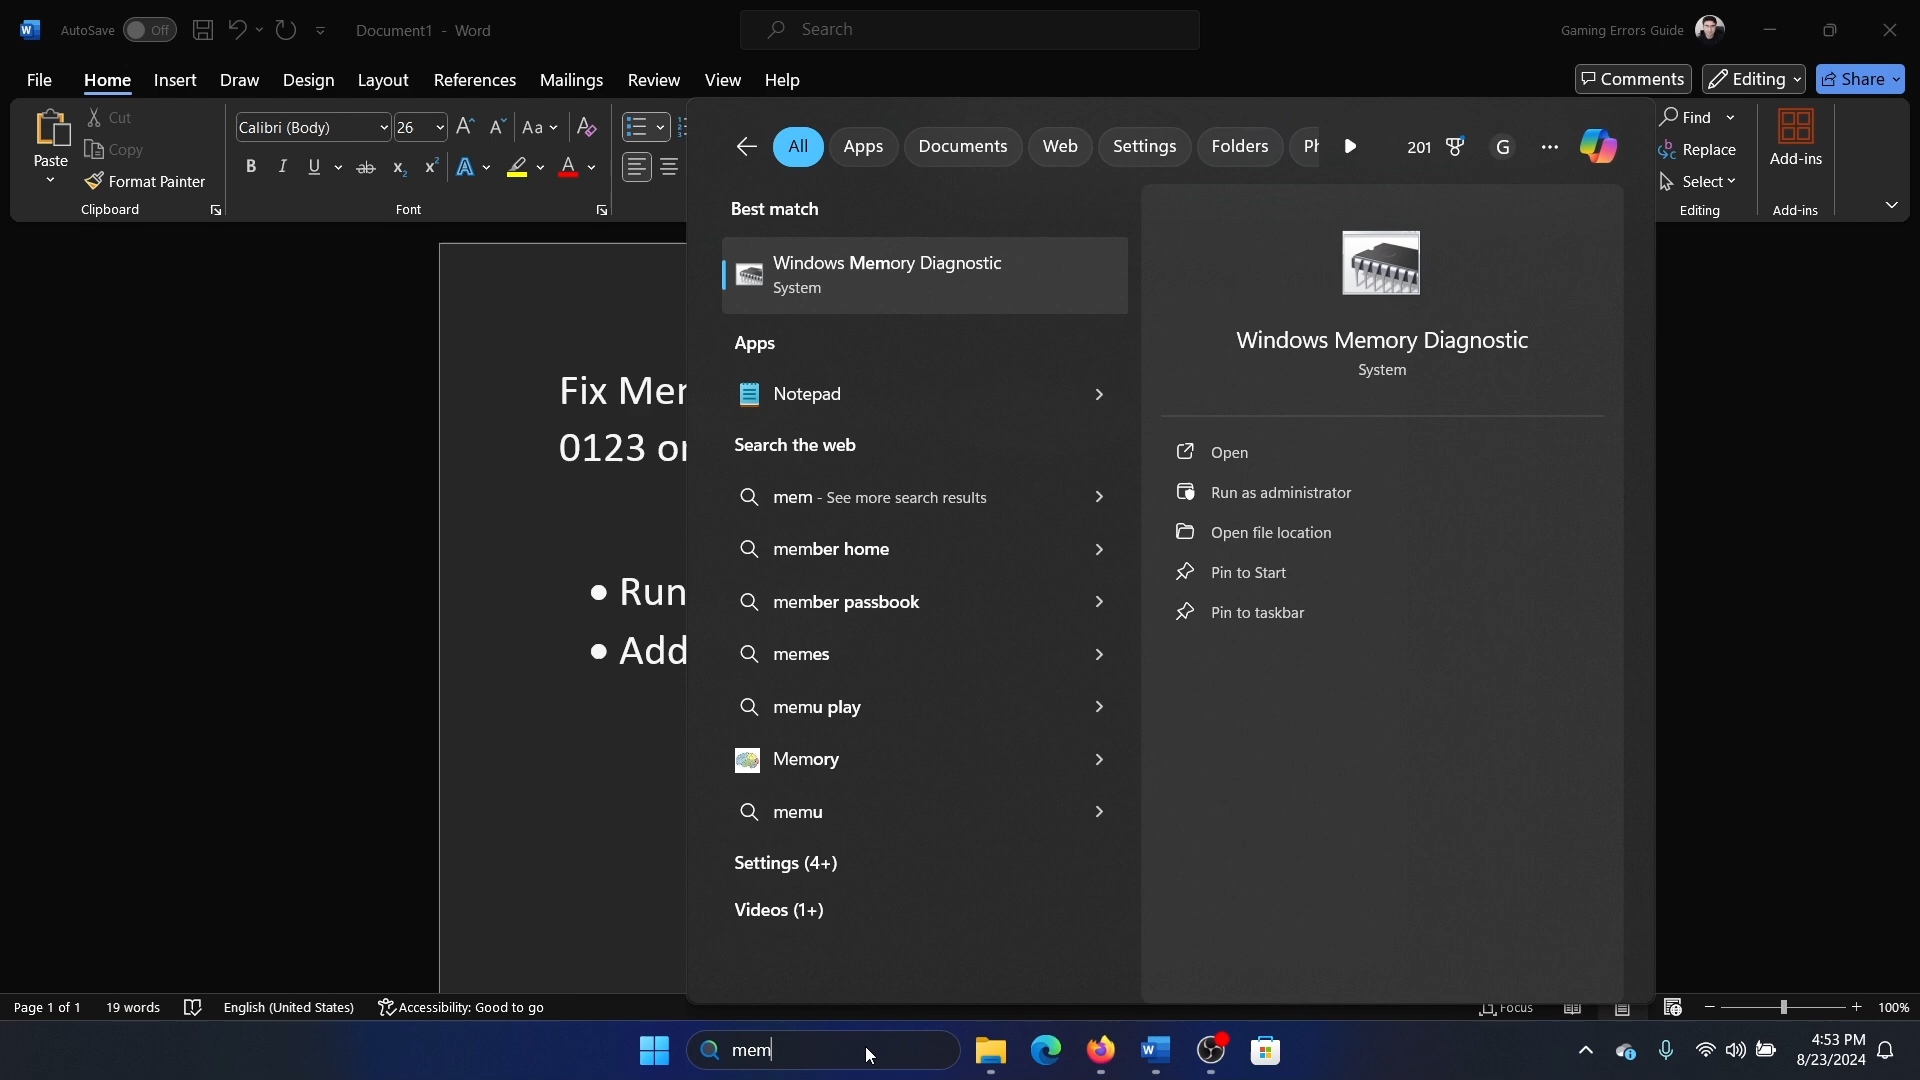 AutoSave Off Document1 - Word Search Gaming Errors Guide
File Home Insert Draw Design Layout References Mailings Review View Help Comments Editing Share
Paste
Cut
Copy
Format Painter
Clipboard
Calibri (Body) 26
Font
Find
Replace
Select
Editing
Add-ins
Add-ins
All Apps Documents Web Settings Folders 201 G
Best match
Windows Memory Diagnostic
System
Apps
Notepad
Search the web
mem - See more search results
member home
member passbook
memes
memu play
Memory
memu
Settings (4+)
Videos (1+)
Windows Memory Diagnostic
System
Open
Run as administrator
Open file location
Pin to Start
Pin to taskbar
Fix Mer
0123 or
• Run
• Add
Page 1 of 1 19 words English (United States) Accessibility: Good to go Focus 100%
mem
4:53 PM
8/23/2024